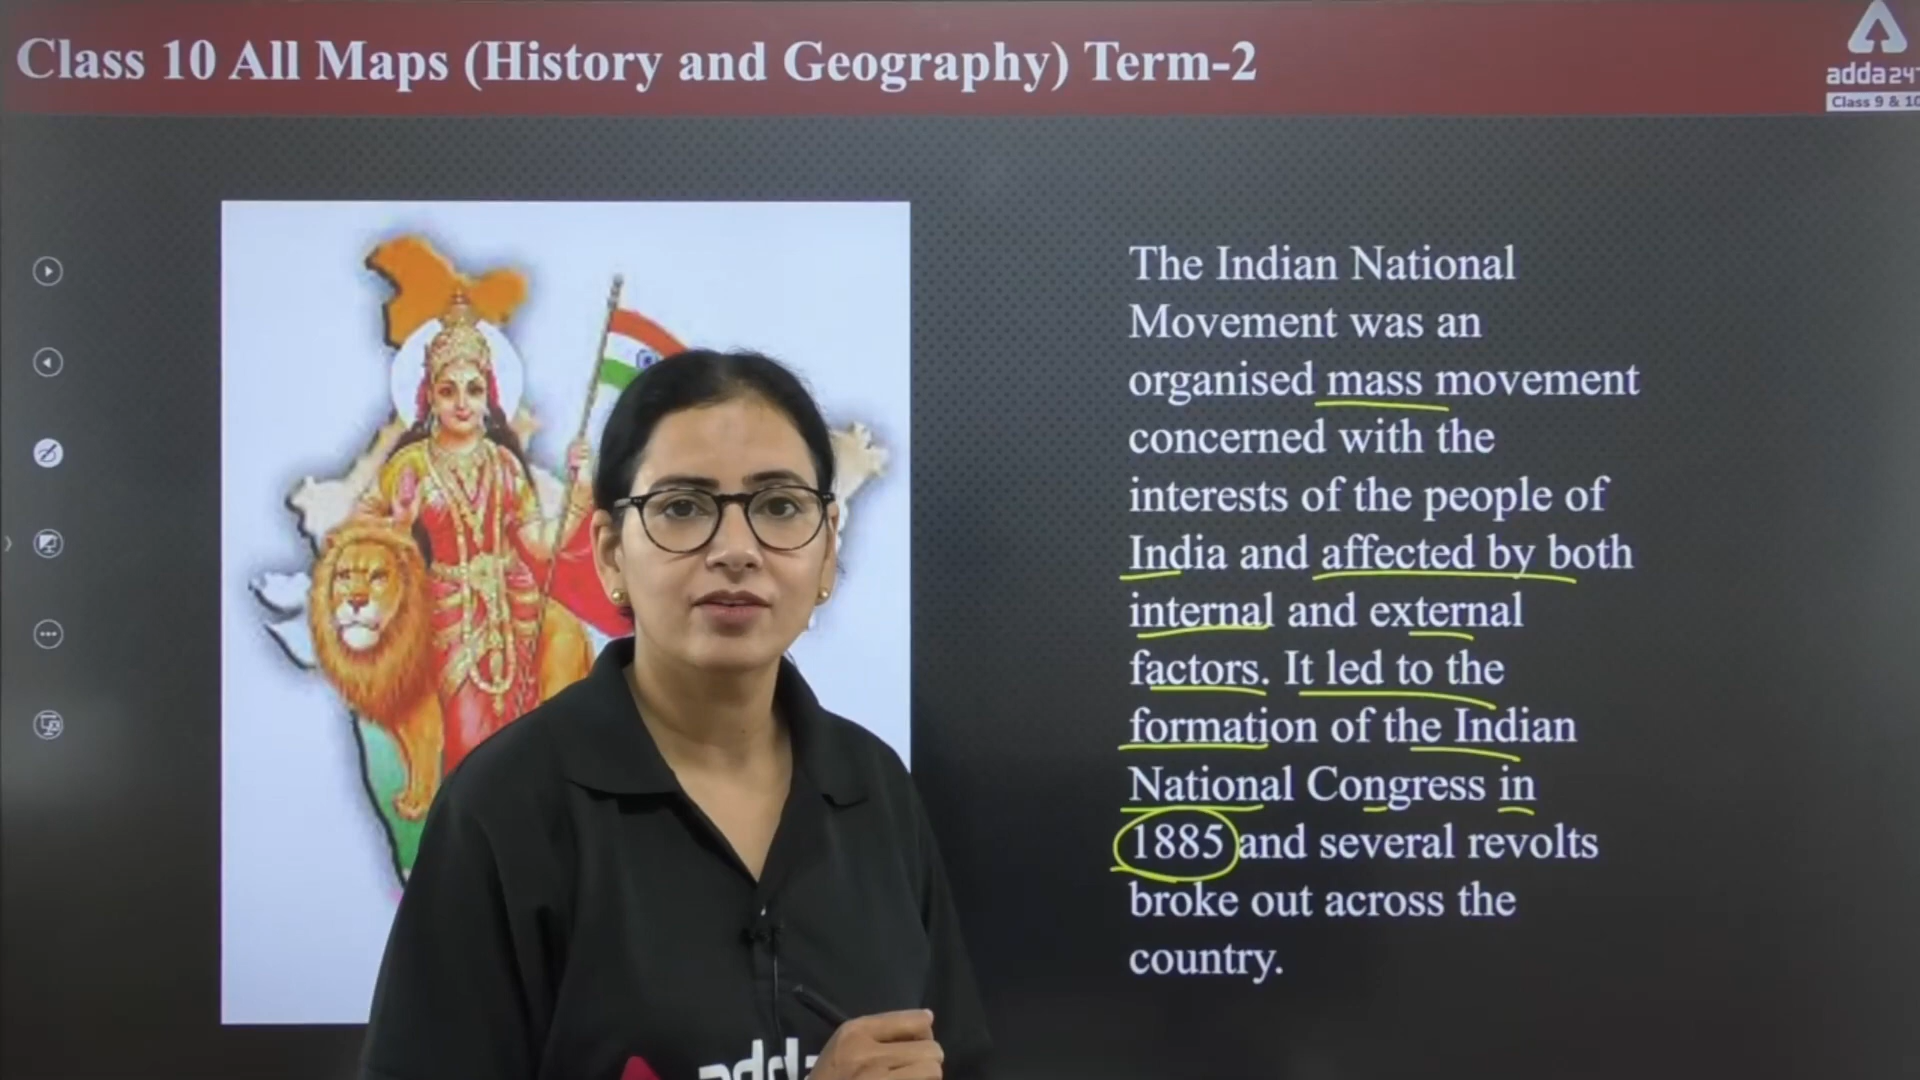 Class 10 All Maps (History and Geography) Term-2
adda247
Class 9 & 10
The Indian National
Movement was an
organised mass movement
concerned with the
interests of the people of
India and affected by both
internal and external
factors. It led to the
formation of the Indian
National Congress in
1885 and several revolts
broke out across the
country.
adda